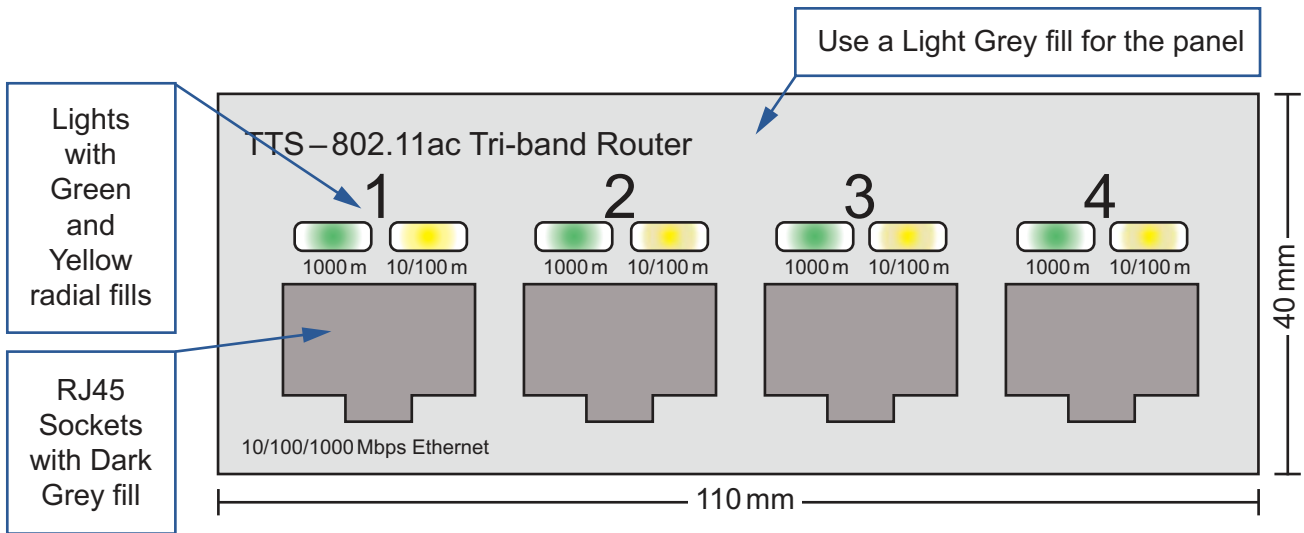 Use a Light Grey fill for the panel
Lights
with
Green
and
Yellow
radial fills
TTS – 802.11ac Tri-band Router
1 2 3 4
1000 m 10/100 m 1000 m 10/100 m 1000 m 10/100 m 1000 m 10/100 m
40 mm
RJ45
Sockets
with Dark
Grey fill
10/100/1000 Mbps Ethernet
110 mm